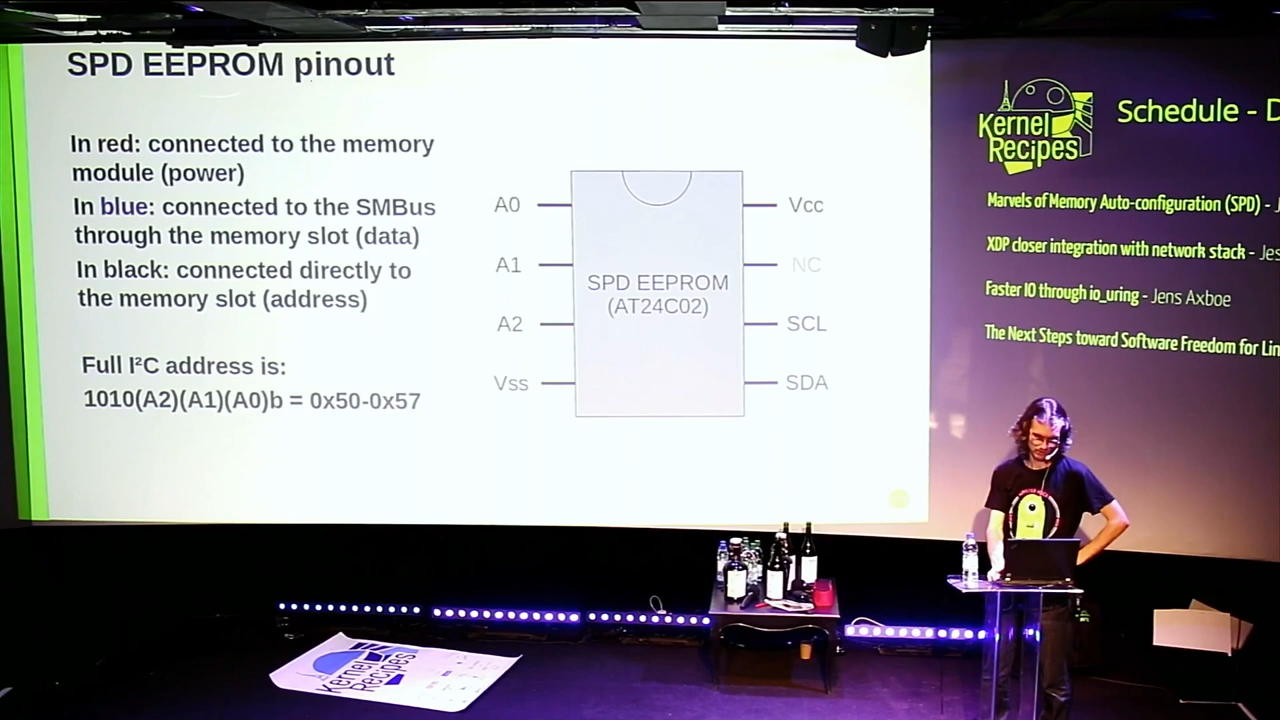 SPD EEPROM pinout
In red: connected to the memory
module (power)
In blue: connected to the SMBus
through the memory slot (data)
In black: connected directly to
the memory slot (address)
Full I²C address is:
1010(A2)(A1)(A0)b = 0x50-0x57
A0
A1
A2
Vss
SPD EEPROM
(AT24C02)
Vcc
NC
SCL
SDA
Kernel
Recipes
Schedule - D
Marvels of Memory Auto-configuration (SPD) - J
XDP closer integration with network stack - Jes
Faster IO through io_uring - Jens Axboe
The Next Steps toward Software Freedom for Lin
Kernel
Recipes